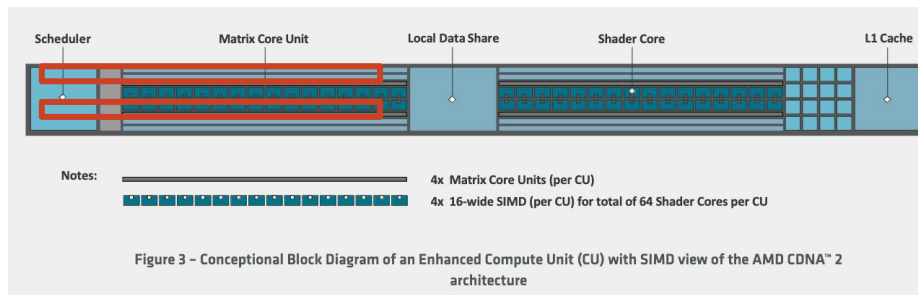 Scheduler Matrix Core Unit Local Data Share Shader Core L1 Cache
Notes: 4x Matrix Core Units (per CU)
4x 16-wide SIMD (per CU) for total of 64 Shader Cores per CU
Figure 3 – Conceptional Block Diagram of an Enhanced Compute Unit (CU) with SIMD view of the AMD CDNA™ 2
architecture